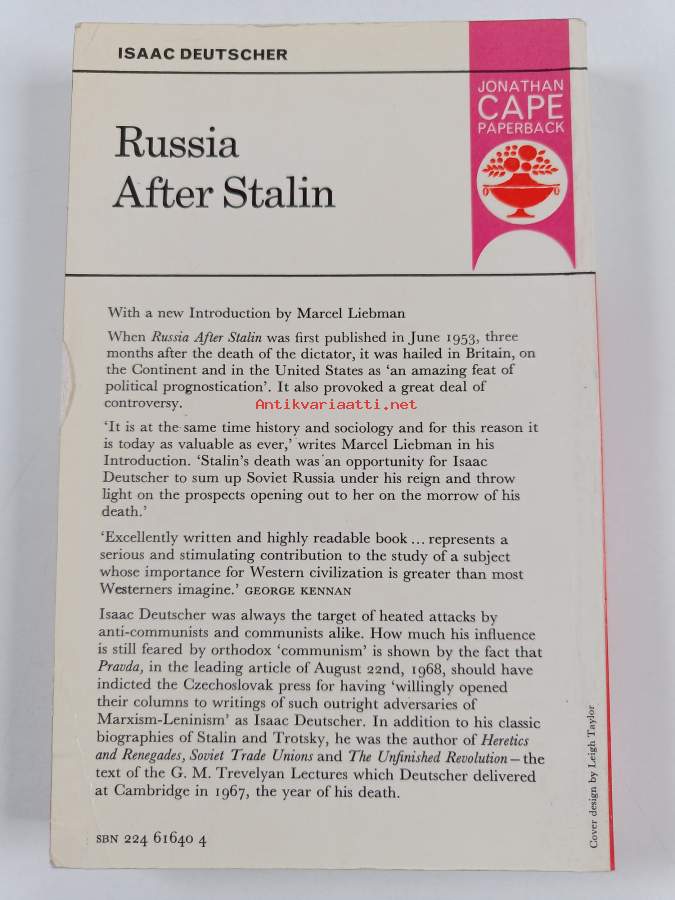 ISAAC DEUTSCHER
JONATHAN
CAPE
PAPERBACK
Russia
After Stalin
With a new Introduction by Marcel Liebman
When Russia After Stalin was first published in June 1953, three
months after the death of the dictator, it was hailed in Britain, on
the Continent and in the United States as ‘an amazing feat of
political prognostication’. It also provoked a great deal of
controversy.
Antikvariaatti.net
‘It is at the same time history and sociology and for this reason it
is today as valuable as ever,’ writes Marcel Liebman in his
Introduction. ‘Stalin’s death was an opportunity for Isaac
Deutscher to sum up Soviet Russia under his reign and throw
light on the prospects opening out to her on the morrow of his
death.’
‘Excellently written and highly readable book ... represents a
serious and stimulating contribution to the study of a subject
whose importance for Western civilization is greater than most
Westerners imagine.’ GEORGE KENNAN
Isaac Deutscher was always the target of heated attacks by
anti-communists and communists alike. How much his influence
is still feared by orthodox ‘communism’ is shown by the fact that
Pravda, in the leading article of August 22nd, 1968, should have
indicted the Czechoslovak press for having ‘willingly opened
their columns to writings of such outright adversaries of
Marxism-Leninism’ as Isaac Deutscher. In addition to his classic
biographies of Stalin and Trotsky, he was the author of Heretics
and Renegades, Soviet Trade Unions and The Unfinished Revolution – the
text of the G. M. Trevelyan Lectures which Deutscher delivered
at Cambridge in 1967, the year of his death.
SBN 224 61640 4
Cover design by Leigh Taylor